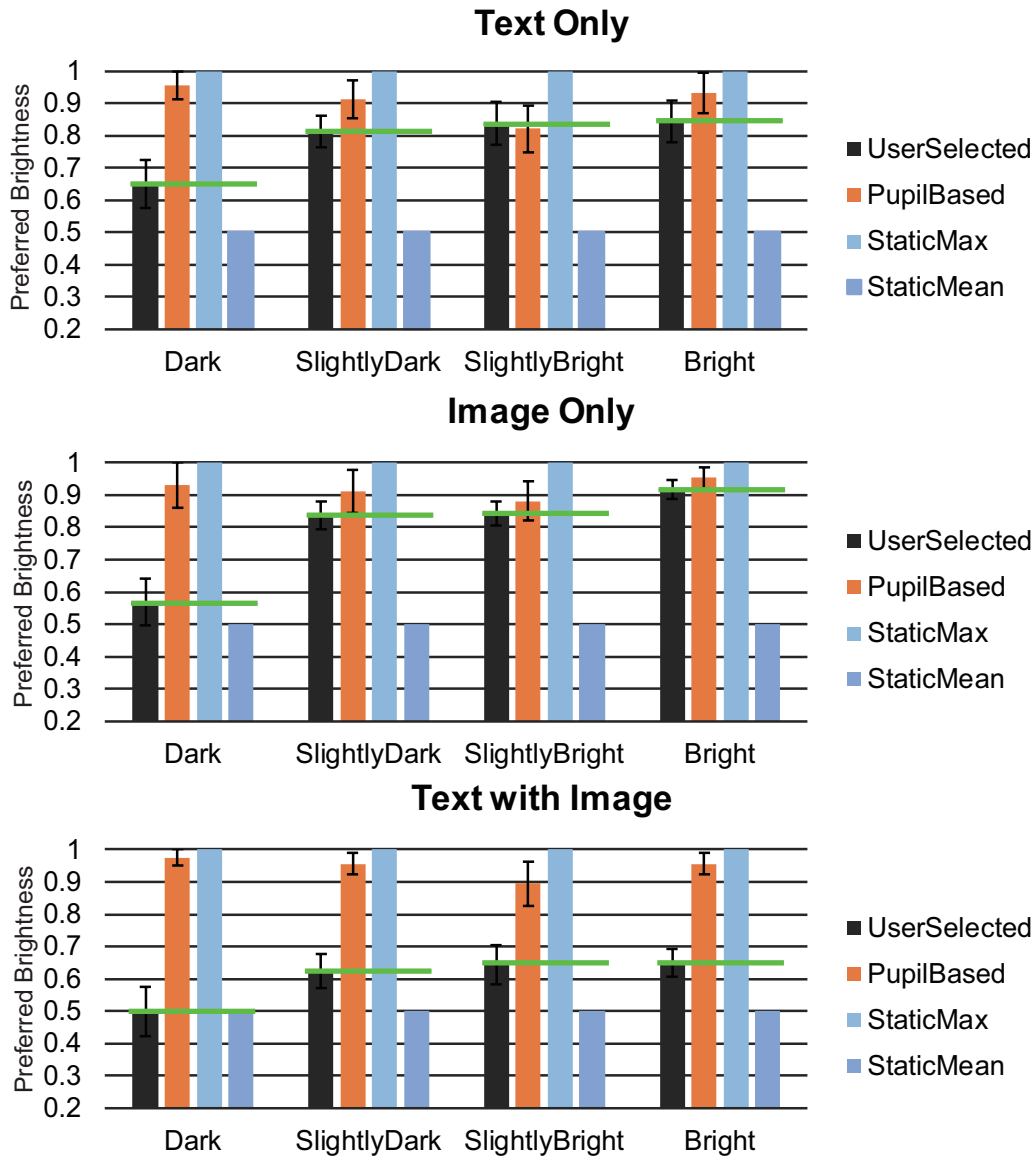 Text Only
Preferred Brightness
1
0.9
0.8
0.7
0.6
0.5
0.4
0.3
0.2
Dark SlightlyDark SlightlyBright Bright
UserSelected
PupilBased
StaticMax
StaticMean
Image Only
Preferred Brightness
1
0.9
0.8
0.7
0.6
0.5
0.4
0.3
0.2
Dark SlightlyDark SlightlyBright Bright
UserSelected
PupilBased
StaticMax
StaticMean
Text with Image
Preferred Brightness
1
0.9
0.8
0.7
0.6
0.5
0.4
0.3
0.2
Dark SlightlyDark SlightlyBright Bright
UserSelected
PupilBased
StaticMax
StaticMean